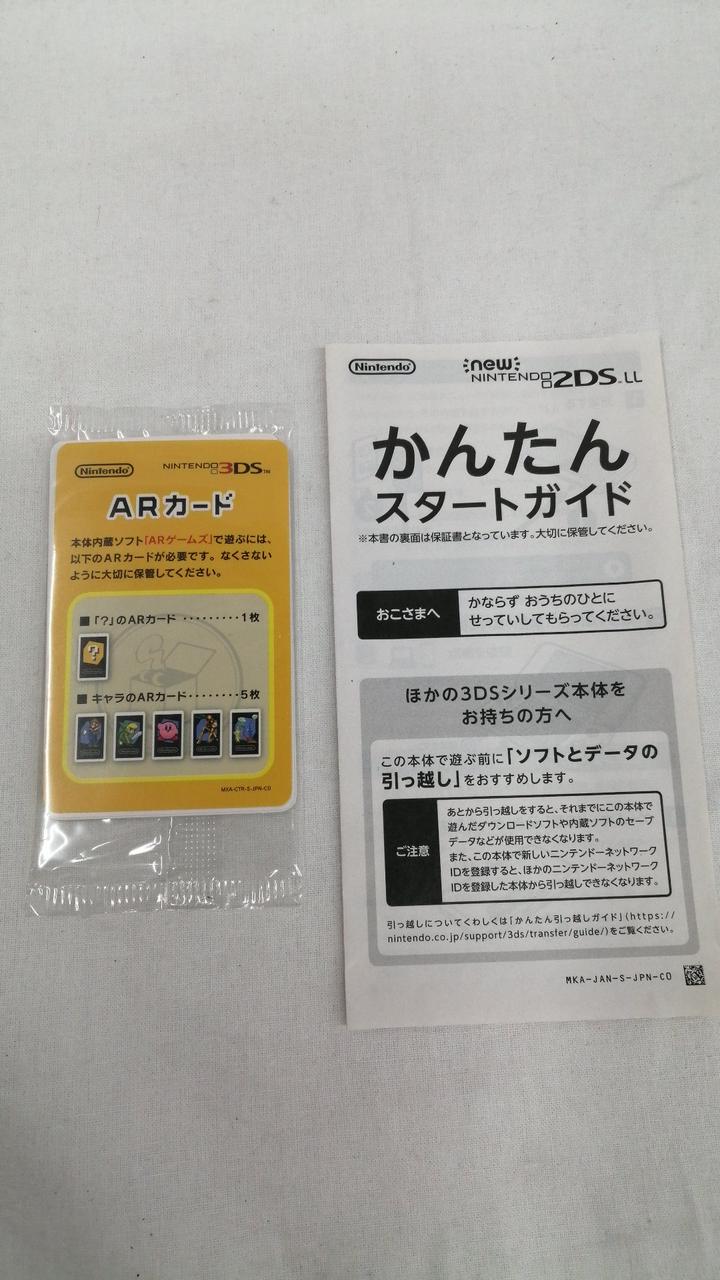 Nintendo
NINTENDO3DS™
ARカード
本体内蔵ソフト「ARゲームズ」で遊ぶには、
以下のARカードが必要です。なくさない
ように大切に保管してください。
■「?」のARカード ･････････1枚
?
■ キャラのARカード････････5枚
MXA-CTR-S-JPN-C0
Nintendo
new
NINTENDO2DS LL
かんたん
スタートガイド
※本書の裏面は保証書となっています。大切に保管してください。
おこさまへ
かならず おうちのひとに
せっていしてもらってください。
ほかの3DSシリーズ本体を
お持ちの方へ
この本体で遊ぶ前に「ソフトとデータの
引っ越し」をおすすめします。
ご注意
あとから引っ越しをすると、それまでにこの本体で
遊んだダウンロードソフトや内蔵ソフトのセーブ
データなどが使用できなくなります。
また、この本体で新しいニンテンドーネットワーク
IDを登録すると、ほかのニンテンドーネットワーク
IDを登録した本体から引っ越しできなくなります。
引っ越しについてくわしくは「かんたん引っ越しガイド」(https://
nintendo.co.jp/support/3ds/transfer/guide/)をご覧ください。
MKA-JAN-S-JPN-C0